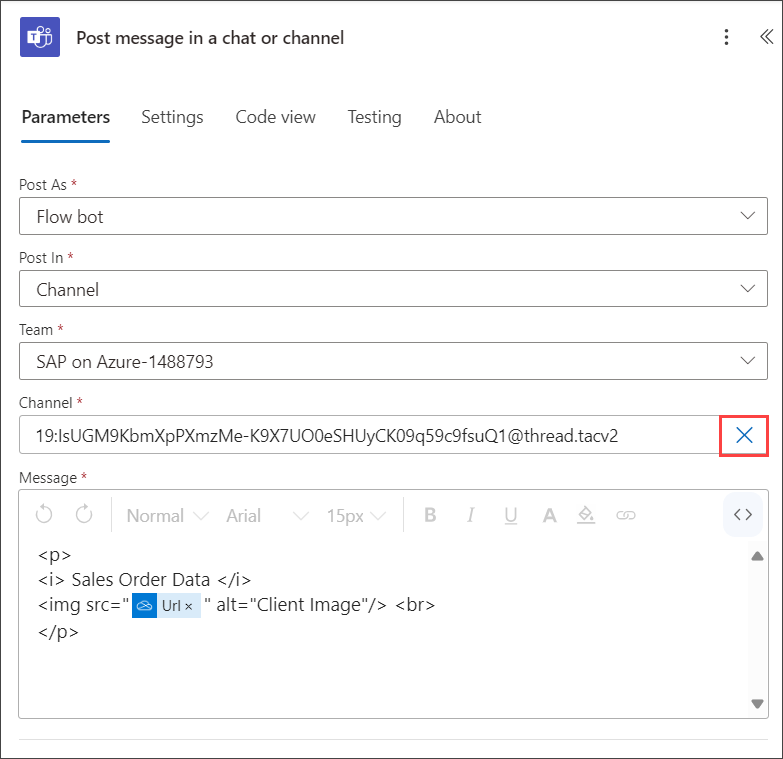 Post message in a chat or channel
Parameters Settings Code view Testing About
Post As *
Flow bot
Post In *
Channel
Team *
SAP on Azure-1488793
Channel *
19:IsUGM9KbmXpPXmzMe-K9X7UO0eSHUyCK09q59c9fsuQ1@thread.tacv2
Message *
Normal Arial 15px B I U A
<p>
<i> Sales Order Data </i>
<img src=" Url × " alt="Client Image"/> <br>
</p>